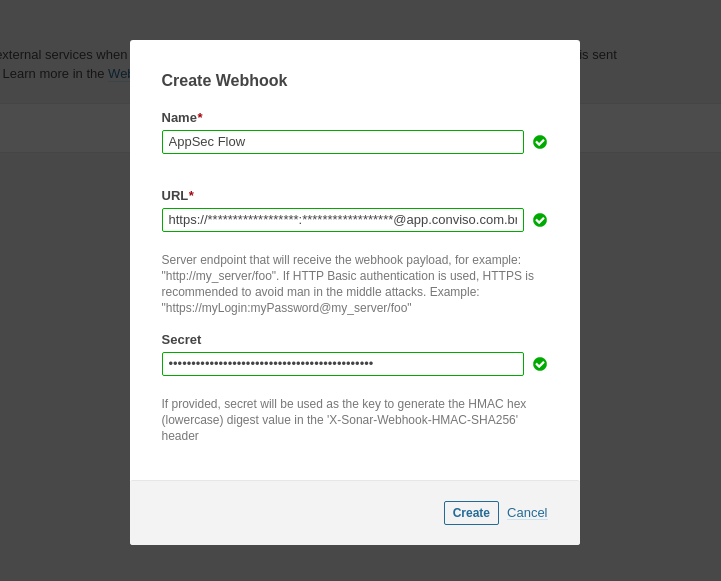 external services when
is sent
Learn more in the Web
Create Webhook
Name*
AppSec Flow
URL*
https://******************:******************@app.conviso.com.br
Server endpoint that will receive the webhook payload, for example:
"http://my_server/foo". If HTTP Basic authentication is used, HTTPS is
recommended to avoid man in the middle attacks. Example:
"https://myLogin:myPassword@my_server/foo"
Secret
•••••••••••••••••••••••••••••••••••••••••••••
If provided, secret will be used as the key to generate the HMAC hex
(lowercase) digest value in the 'X-Sonar-Webhook-HMAC-SHA256'
header
Create Cancel